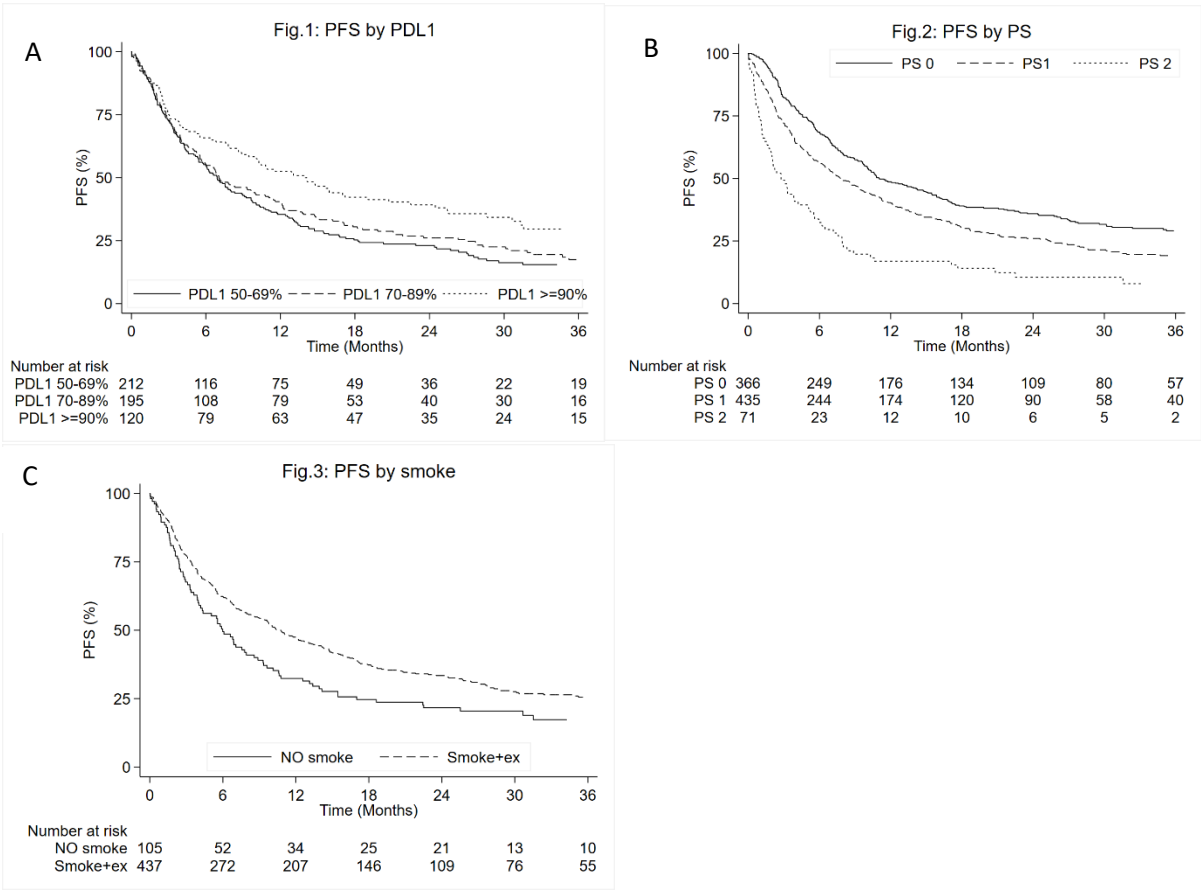 A
Fig.1: PFS by PDL1
100
75
50
25
0
PFS (%)
PDL1 50-69% PDL1 70-89% PDL1 >=90%
0 6 12 18 24 30 36
Time (Months)
Number at risk
PDL1 50-69% 212 116 75 49 36 22 19
PDL1 70-89% 195 108 79 53 40 30 16
PDL1 >=90% 120 79 63 47 35 24 15
B
Fig.2: PFS by PS
PS 0 PS1 PS 2
100
75
50
25
0
PFS (%)
0 6 12 18 24 30 36
Time (Months)
Number at risk
PS 0 366 249 176 134 109 80 57
PS 1 435 244 174 120 90 58 40
PS 2 71 23 12 10 6 5 2
C
Fig.3: PFS by smoke
100
75
50
25
0
PFS (%)
NO smoke Smoke+ex
0 6 12 18 24 30 36
Time (Months)
Number at risk
NO smoke 105 52 34 25 21 13 10
Smoke+ex 437 272 207 146 109 76 55